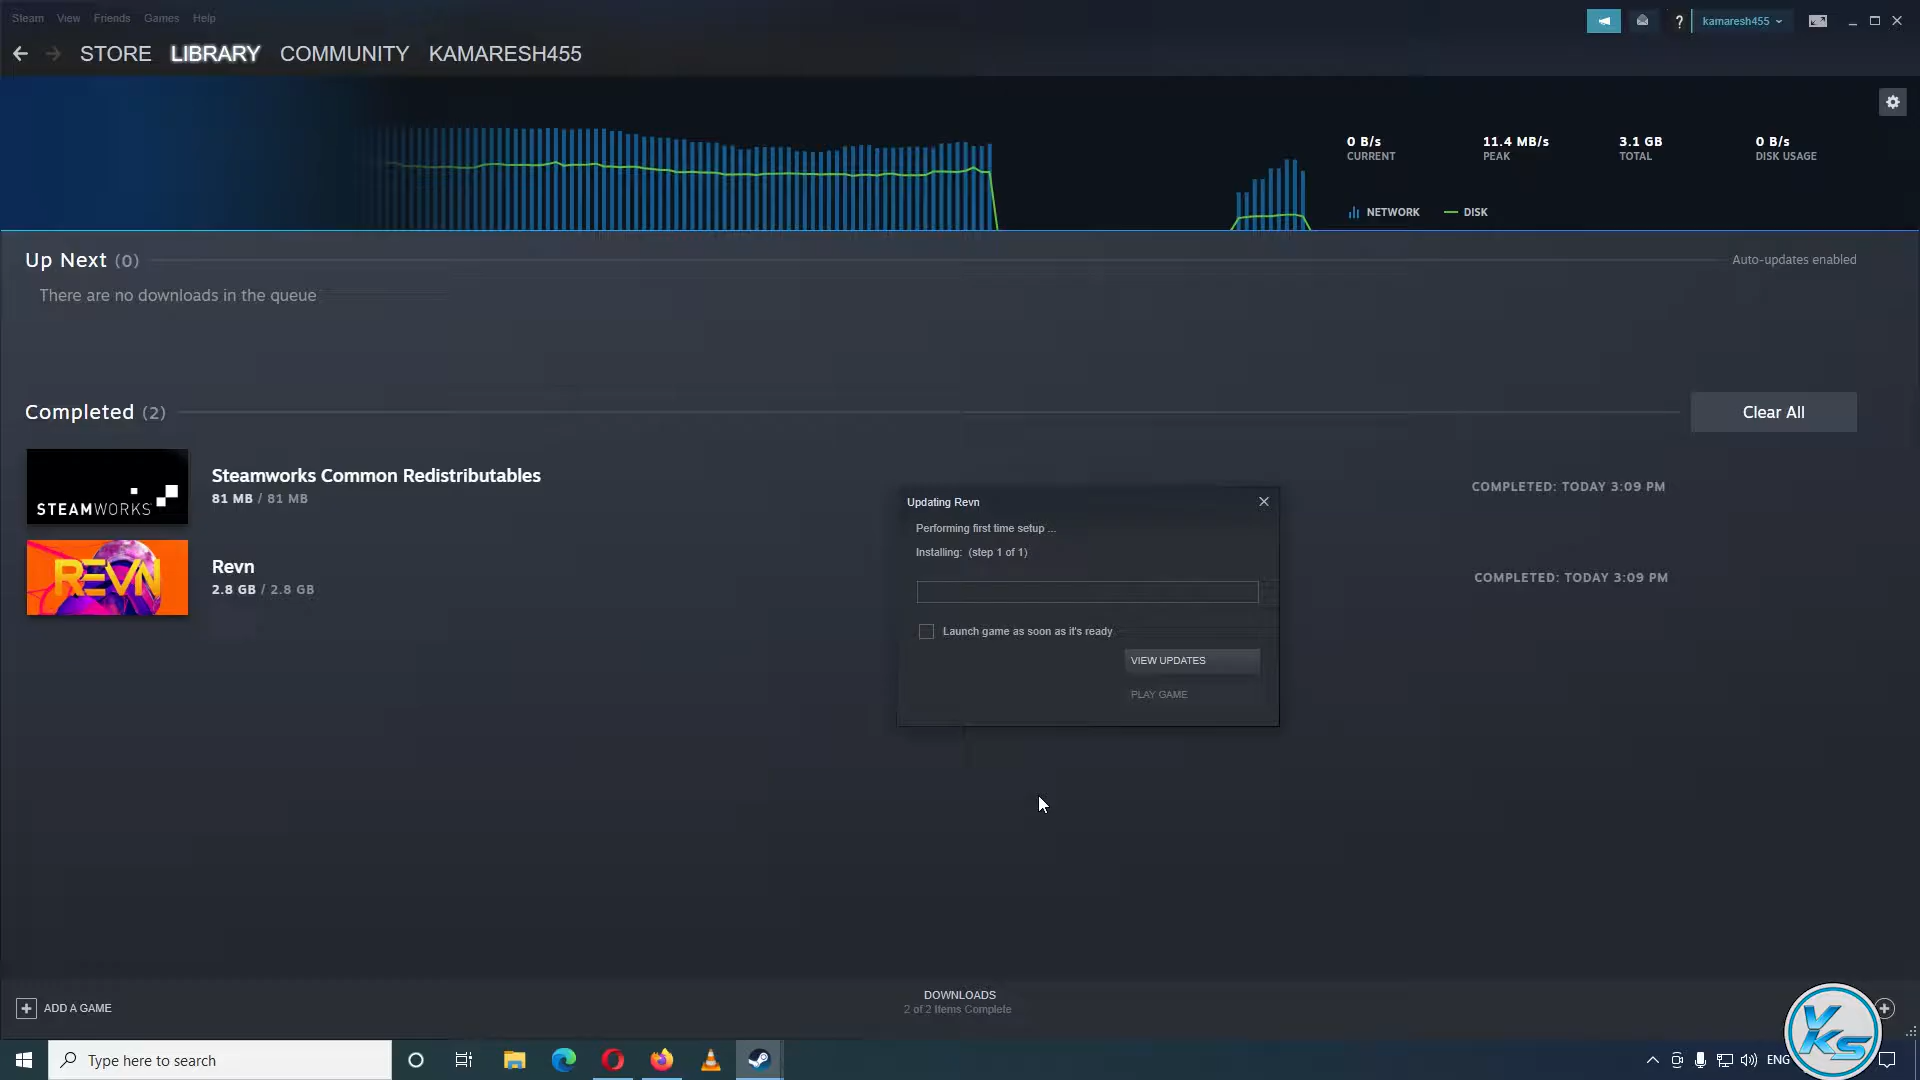 Steam View Friends Games Help
? kamaresh455
STORE LIBRARY COMMUNITY KAMARESH455
0 B/s 11.4 MB/s 3.1 GB 0 B/s
CURRENT PEAK TOTAL DISK USAGE
NETWORK DISK
Up Next (0) Auto-updates enabled
There are no downloads in the queue
Completed (2) Clear All
STEAMWORKS
Steamworks Common Redistributables
81 MB / 81 MB
COMPLETED: TODAY 3:09 PM
REVN
Revn
2.8 GB / 2.8 GB
COMPLETED: TODAY 3:09 PM
Updating Revn
Performing first time setup ...
Installing: (step 1 of 1)
Launch game as soon as it's ready
VIEW UPDATES
PLAY GAME
ADD A GAME
DOWNLOADS
2 of 2 Items Complete
Type here to search
ENG
VKS